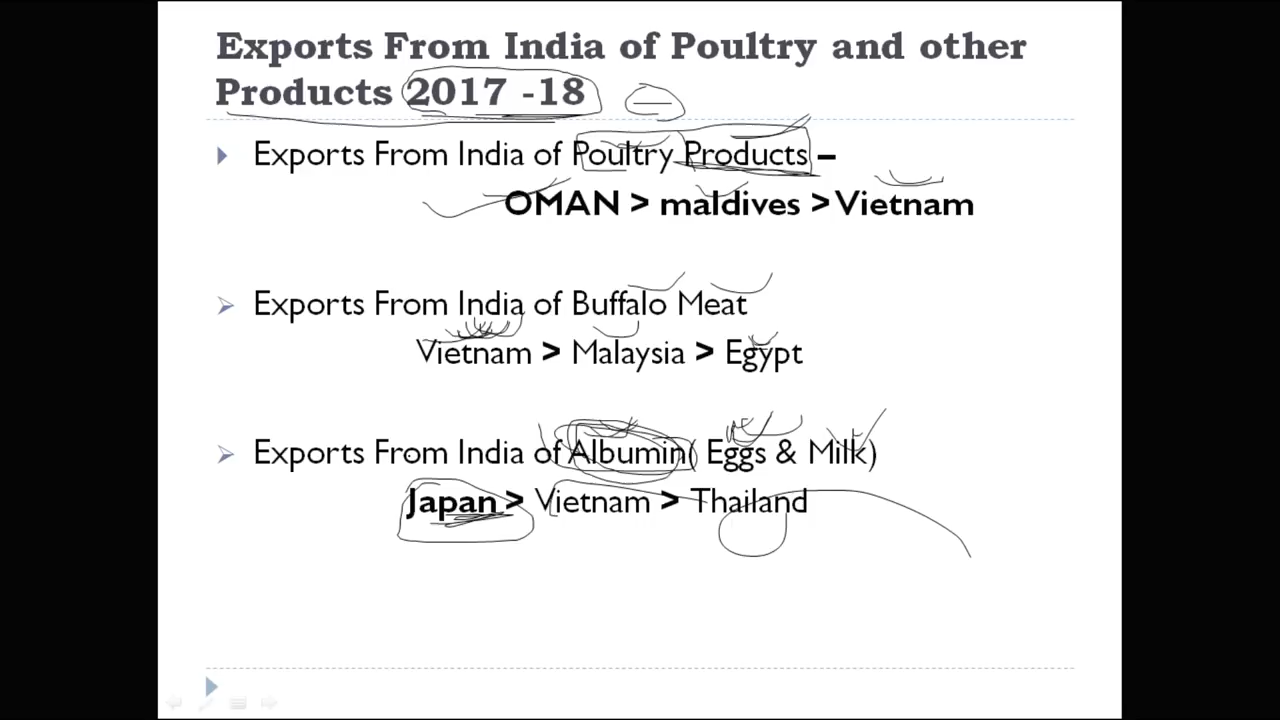 Exports From India of Poultry and other
Products 2017 -18
Exports From India of Poultry Products –
OMAN > maldives > Vietnam
Exports From India of Buffalo Meat
Vietnam > Malaysia > Egypt
Exports From India of Albumin( Eggs & Milk)
Japan > Vietnam > Thailand